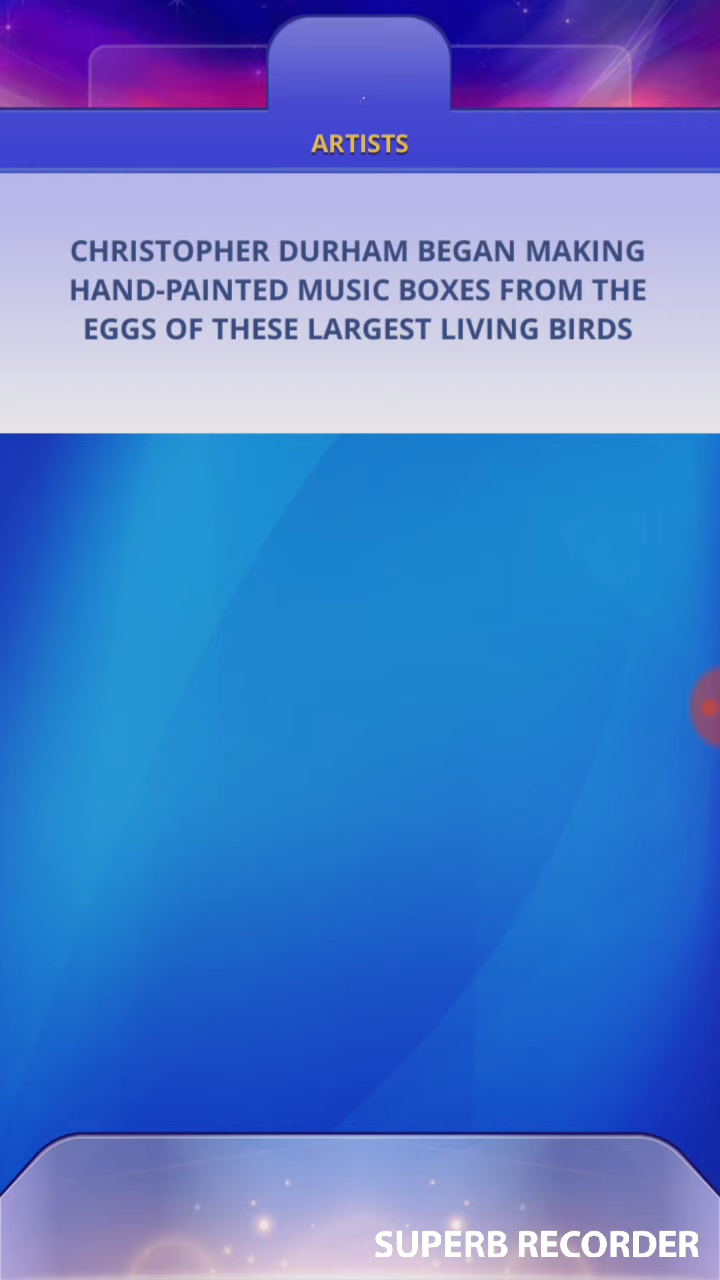 ARTISTS
CHRISTOPHER DURHAM BEGAN MAKING
HAND-PAINTED MUSIC BOXES FROM THE
EGGS OF THESE LARGEST LIVING BIRDS
SUPERB RECORDER